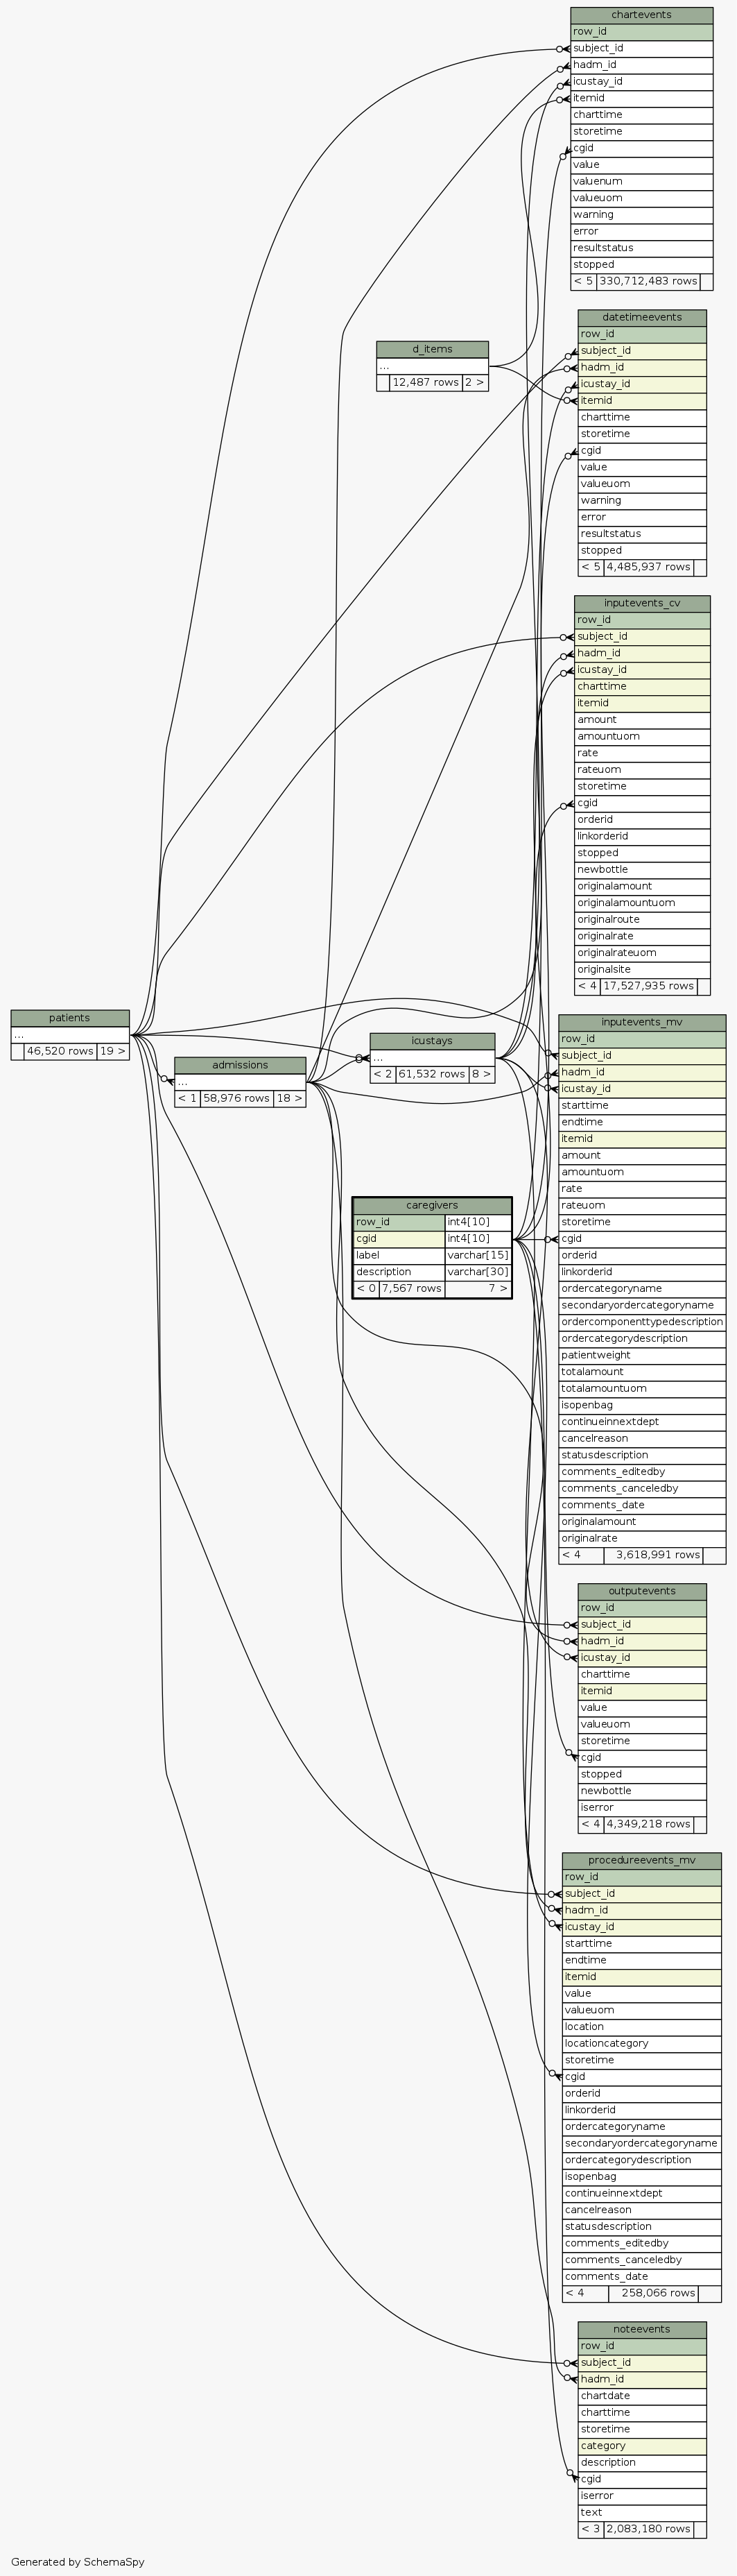 chartevents
row_id
subject_id
hadm_id
icustay_id
itemid
charttime
storetime
cgid
value
valuenum
valueuom
warning
error
resultstatus
stopped
< 5 330,712,483 rows
datetimeevents
row_id
subject_id
hadm_id
icustay_id
itemid
charttime
storetime
cgid
value
valueuom
warning
error
resultstatus
stopped
< 5 4,485,937 rows
d_items
...
12,487 rows 2 >
inputevents_cv
row_id
subject_id
hadm_id
icustay_id
charttime
itemid
amount
amountuom
rate
rateuom
storetime
cgid
orderid
linkorderid
stopped
newbottle
originalamount
originalamountuom
originalroute
originalrate
originalrateuom
originalsite
< 4 17,527,935 rows
patients
...
46,520 rows 19 >
admissions
...
< 1 58,976 rows 18 >
icustays
...
< 2 61,532 rows 8 >
caregivers
row_id int4[10]
cgid int4[10]
label varchar[15]
description varchar[30]
< 0 7,567 rows 7 >
inputevents_mv
row_id
subject_id
hadm_id
icustay_id
starttime
endtime
itemid
amount
amountuom
rate
rateuom
storetime
cgid
orderid
linkorderid
ordercategoryname
secondaryordercategoryname
ordercomponenttypedescription
ordercategorydescription
patientweight
totalamount
totalamountuom
isopenbag
continueinnextdept
cancelreason
statusdescription
comments_editedby
comments_canceledby
comments_date
originalamount
originalrate
< 4 3,618,991 rows
outputevents
row_id
subject_id
hadm_id
icustay_id
charttime
itemid
value
valueuom
storetime
cgid
stopped
newbottle
iserror
< 4 4,349,218 rows
procedureevents_mv
row_id
subject_id
hadm_id
icustay_id
starttime
endtime
itemid
value
valueuom
location
locationcategory
storetime
cgid
orderid
linkorderid
ordercategoryname
secondaryordercategoryname
ordercategorydescription
isopenbag
continueinnextdept
cancelreason
statusdescription
comments_editedby
comments_canceledby
comments_date
< 4 258,066 rows
noteevents
row_id
subject_id
hadm_id
chartdate
charttime
storetime
category
description
cgid
iserror
text
< 3 2,083,180 rows
Generated by SchemaSpy